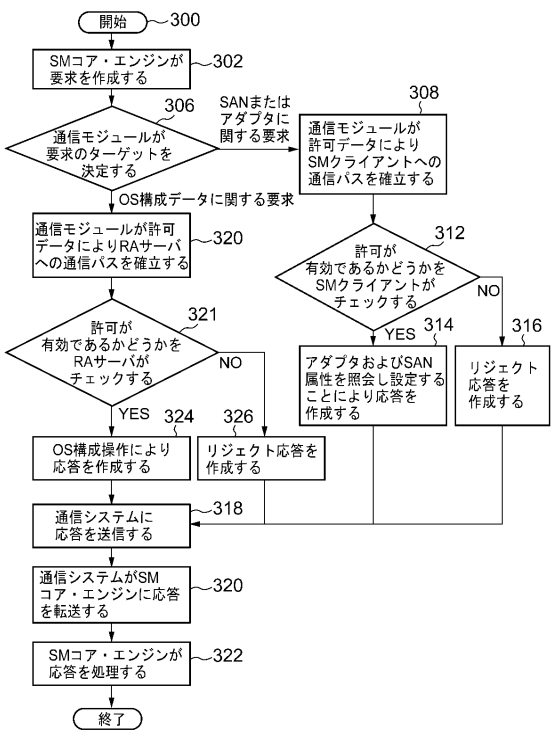 開始
300
SMコア・エンジンが
要求を作成する
302
306
通信モジュールが
要求のターゲットを
決定する
SANまたは
アダプタに
関する要求
308
通信モジュールが
許可データにより
SMクライアントへの
通信パスを確立する
OS構成データに関する要求
通信モジュールが許可
データによりRAサーバ
への通信パスを確立する
320
312
許可が
有効であるかどうかを
SMクライアントが
チェックする
NO
YES
321
許可が
有効であるかどうかを
RAサーバが
チェックする
NO
YES
314
アダプタおよびSAN
属性を照会し設定する
ことにより応答を
作成する
316
リジェクト
応答を
作成する
324
OS構成操作により
応答を作成する
326
リジェクト応答を
作成する
通信システムに
応答を送信する
318
通信システムがSM
コア・エンジンに応答
を転送する
320
SMコア・エンジンが
応答を処理する
322
終了